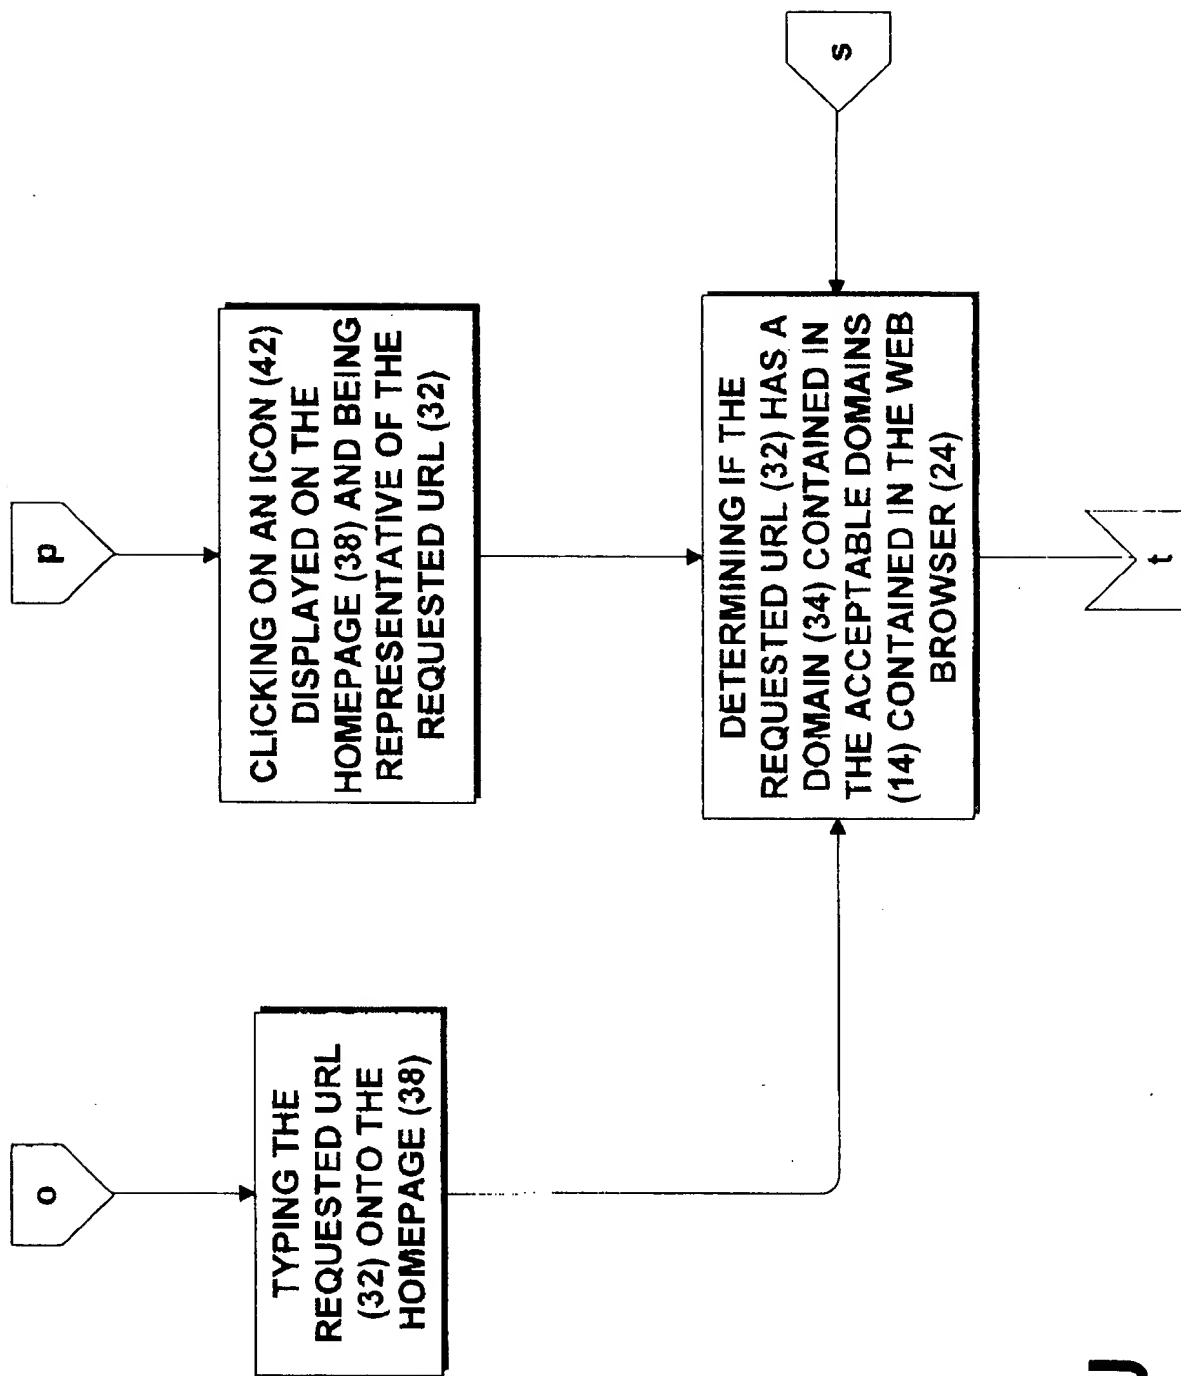 o
TYPING THE
REQUESTED URL
(32) ONTO THE
HOMEPAGE (38)
p
CLICKING ON AN ICON (42)
DISPLAYED ON THE
HOMEPAGE (38) AND BEING
REPRESENTATIVE OF THE
REQUESTED URL (32)
s
DETERMINING IF THE
REQUESTED URL (32) HAS A
DOMAIN (34) CONTAINED IN
THE ACCEPTABLE DOMAINS
(14) CONTAINED IN THE WEB
BROWSER (24)
t